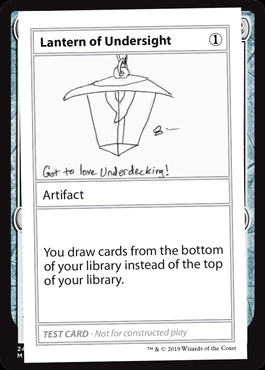 Lantern of Undersight 1
Got to love Underdecking!
Artifact
You draw cards from the bottom
of your library instead of the top
of your library.
TEST CARD - Not for constructed play
™ & © 2019 Wizards of the Coast